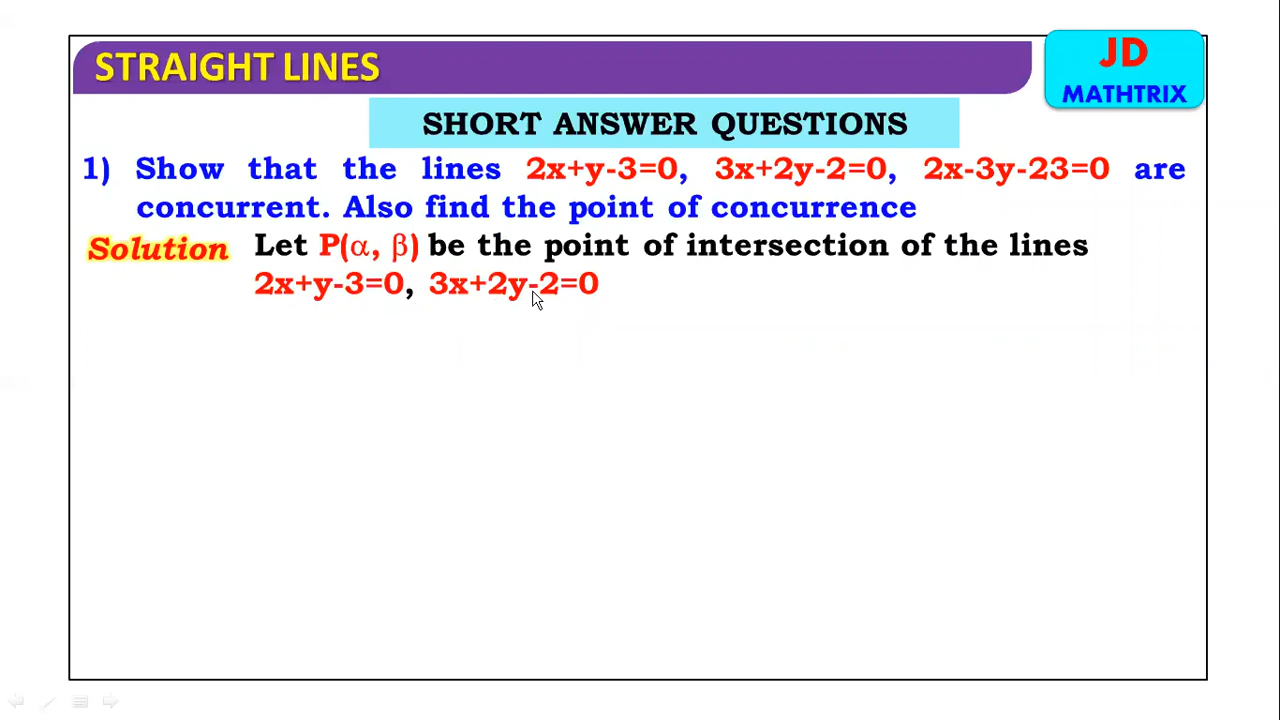 STRAIGHT LINES
JD
MATHTRIX
SHORT ANSWER QUESTIONS
1) Show that the lines 2x+y-3=0, 3x+2y-2=0, 2x-3y-23=0 are
concurrent. Also find the point of concurrence
Solution Let P(α, β) be the point of intersection of the lines
2x+y-3=0, 3x+2y-2=0